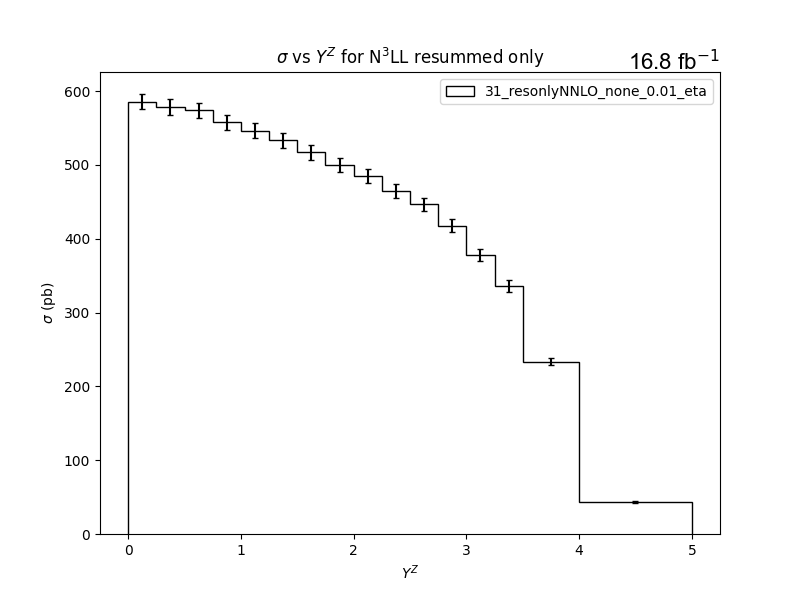 σ vs Y^Z for N³LL resummed only
16.8 fb⁻¹
31_resonlyNNLO_none_0.01_eta
600
500
400
300
200
100
0
σ (pb)
0 1 2 3 4 5
Y^Z